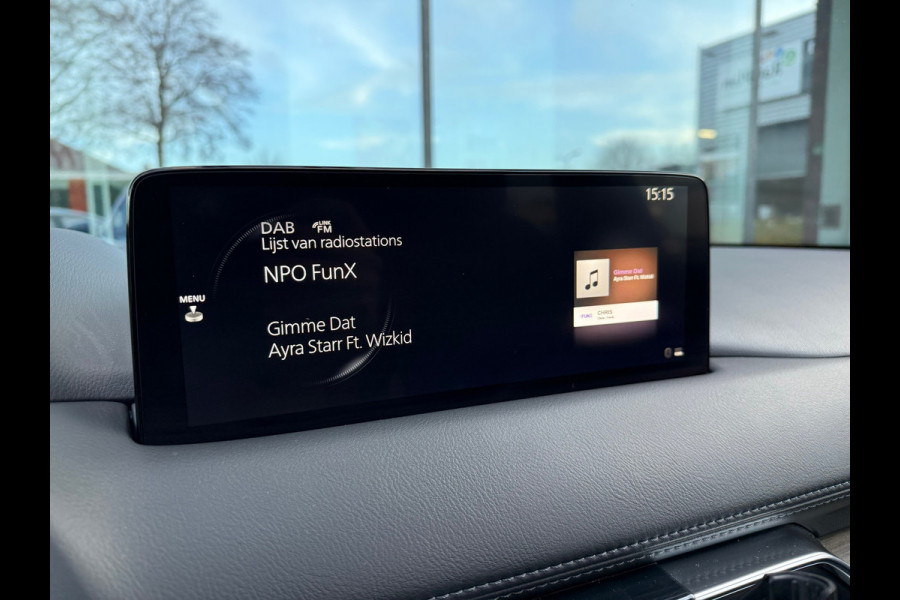 15:15
DAB LINK FM
Lijst van radiostations
NPO FunX
MENU
Gimme Dat
Ayra Starr Ft. Wizkid
Gimme Dat
Ayra Starr Ft. Wizkid
CHRIS